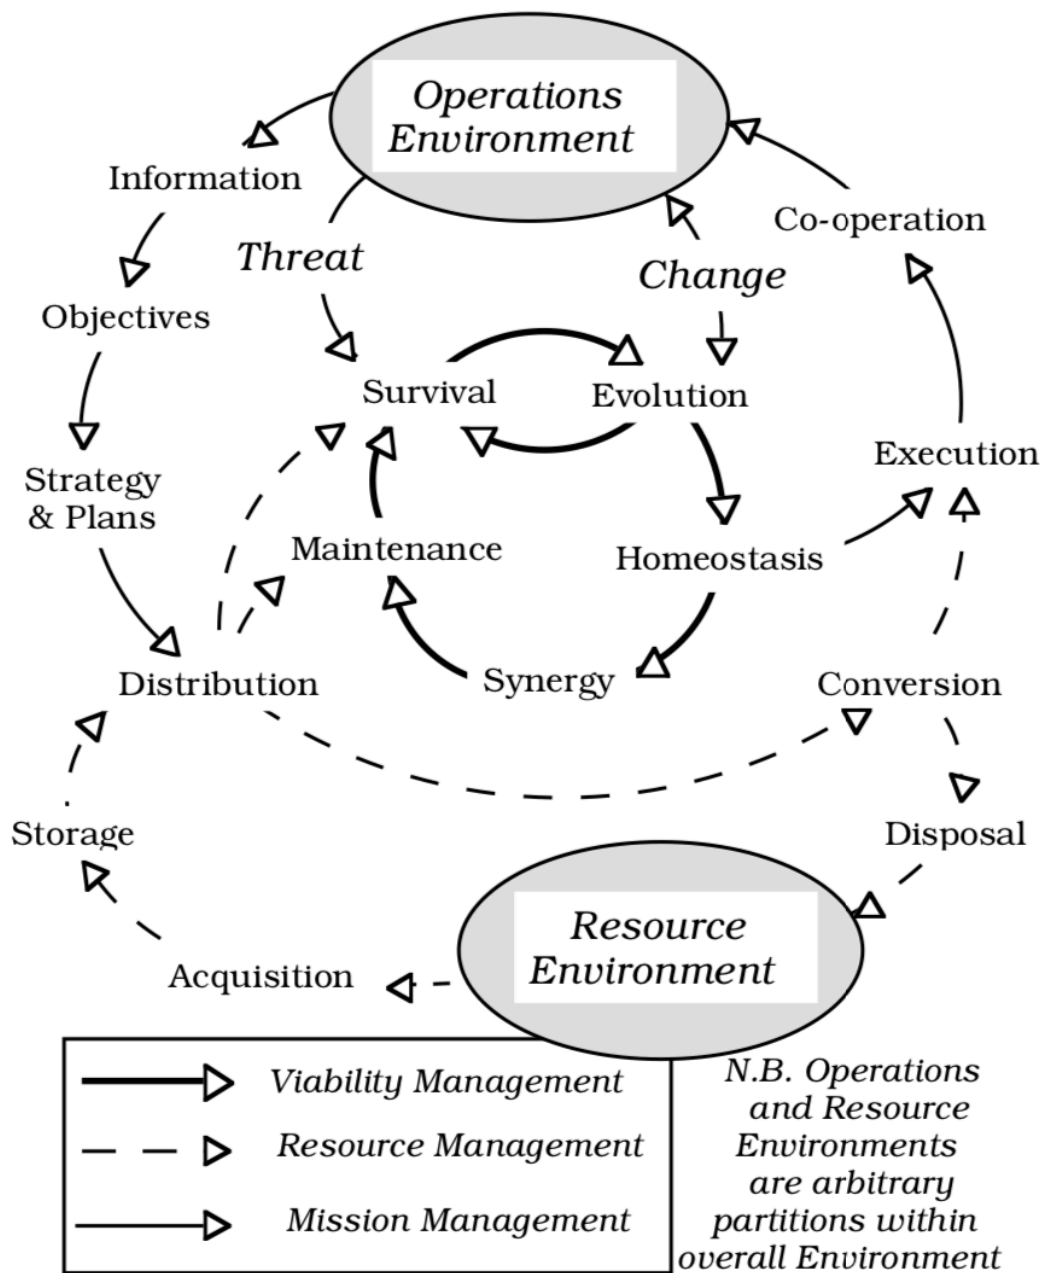 Operations
Environment
Information
Co-operation
Threat
Change
Objectives
Survival
Evolution
Execution
Strategy
& Plans
Maintenance
Homeostasis
Distribution
Synergy
Conversion
Storage
Disposal
Resource
Environment
Acquisition
Viability Management
Resource Management
Mission Management
N.B. Operations
and Resource
Environments
are arbitrary
partitions within
overall Environment